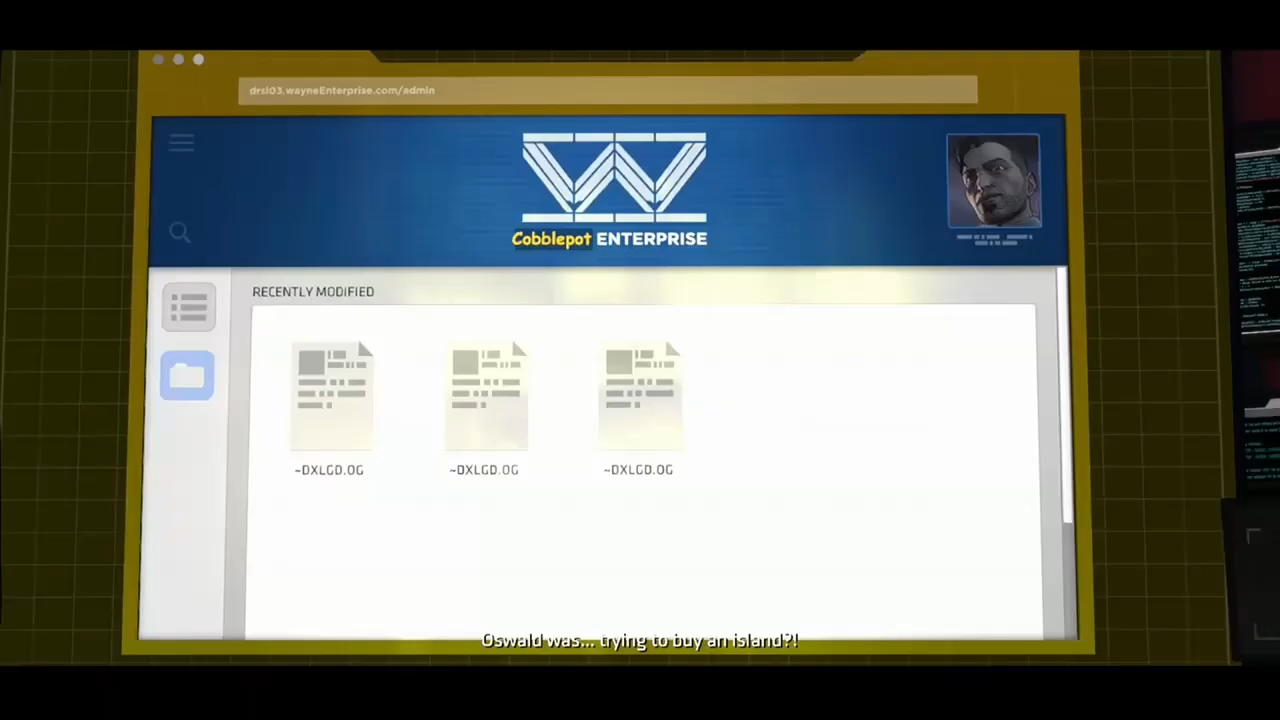 drsl03.wayneEnterprise.com/admin
Cobblepot ENTERPRISE
RECENTLY MODIFIED
~DXLGD.OG
~DXLGD.OG
~DXLGD.OG
Oswald was... trying to buy an island?!